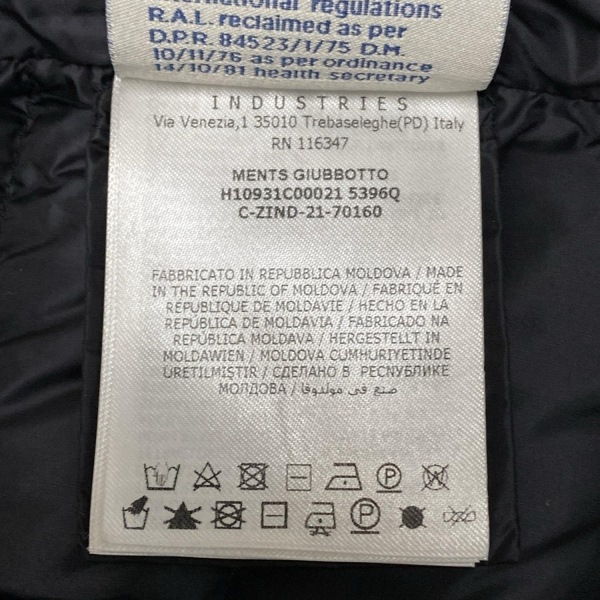 international regulations
R.A.L. reclaimed as per
D.P.R. 84523/1/75 D.M.
10/11/76 as per ordinance
14/10/81 health secretary
INDUSTRIES
Via Venezia,1 35010 Trebaseleghe(PD) Italy
RN 116347
MENTS GIUBBOTTO
H10931C00021 5396Q
C-ZIND-21-70160
FABBRICATO IN REPUBBLICA MOLDOVA / MADE
IN THE REPUBLIC OF MOLDOVA / FABRIQUÉ EN
RÉPUBLIQUE DE MOLDAVIE / HECHO EN LA
REPÚBLICA DE MOLDAVIA / FABRICADO NA
REPÚBLICA MOLDAVA / HERGESTELLT IN
MOLDAWIEN / MOLDOVA CUMHURIYETINDE
ÜRETILMISTIR / СДЕЛАНО В РЕСПУБЛИКЕ
МОЛДОВА / صنع في مولدوفا
P
P